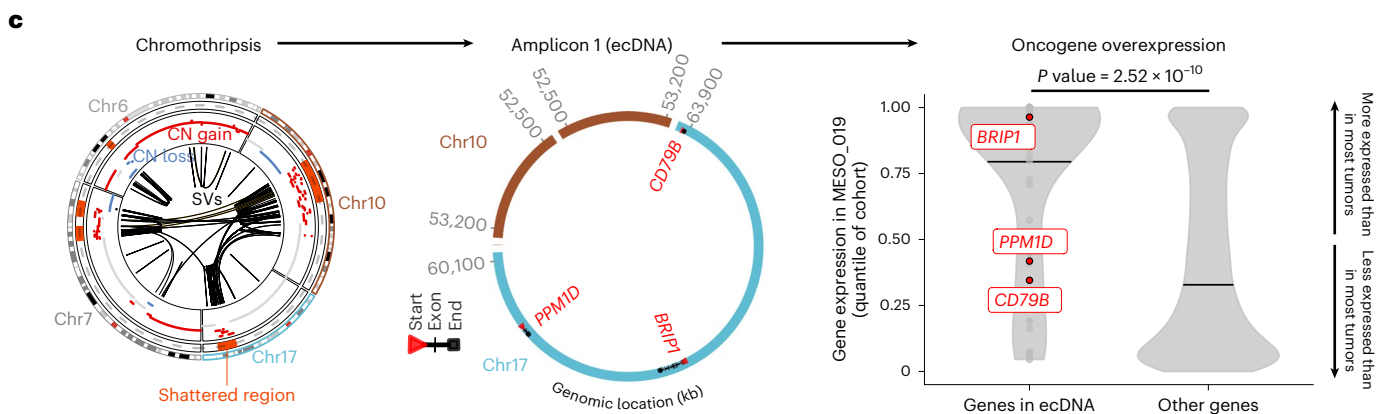 c
Chromothripsis
Chr6
CN gain
CN loss
SVs
Chr10
Chr7
Chr17
Shattered region
Amplicon 1 (ecDNA)
52,500
52,500
53,200
63,900
Chr10
CD79B
53,200
60,100
PPM1D
BRIP1
Start
Exon
End
Chr17
Genomic location (kb)
Oncogene overexpression
P value = 2.52 × 10⁻¹⁰
Gene expression in MESO_019
(quantile of cohort)
1.00
0.75
0.50
0.25
0
BRIP1
PPM1D
CD79B
Genes in ecDNA
Other genes
More expressed than
in most tumors
Less expressed than
in most tumors